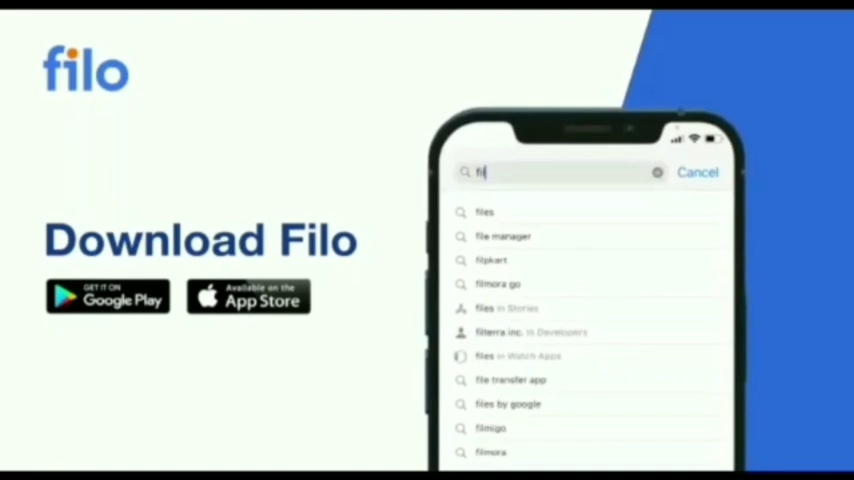 filo
Download Filo
GET IT ON
Google Play
Available on the
App Store
fil
Cancel
files
file manager
filpkart
filmora go
files in Stories
filterra inc. in Developers
files in Watch Apps
file transfer app
files by google
filmigo
filmora